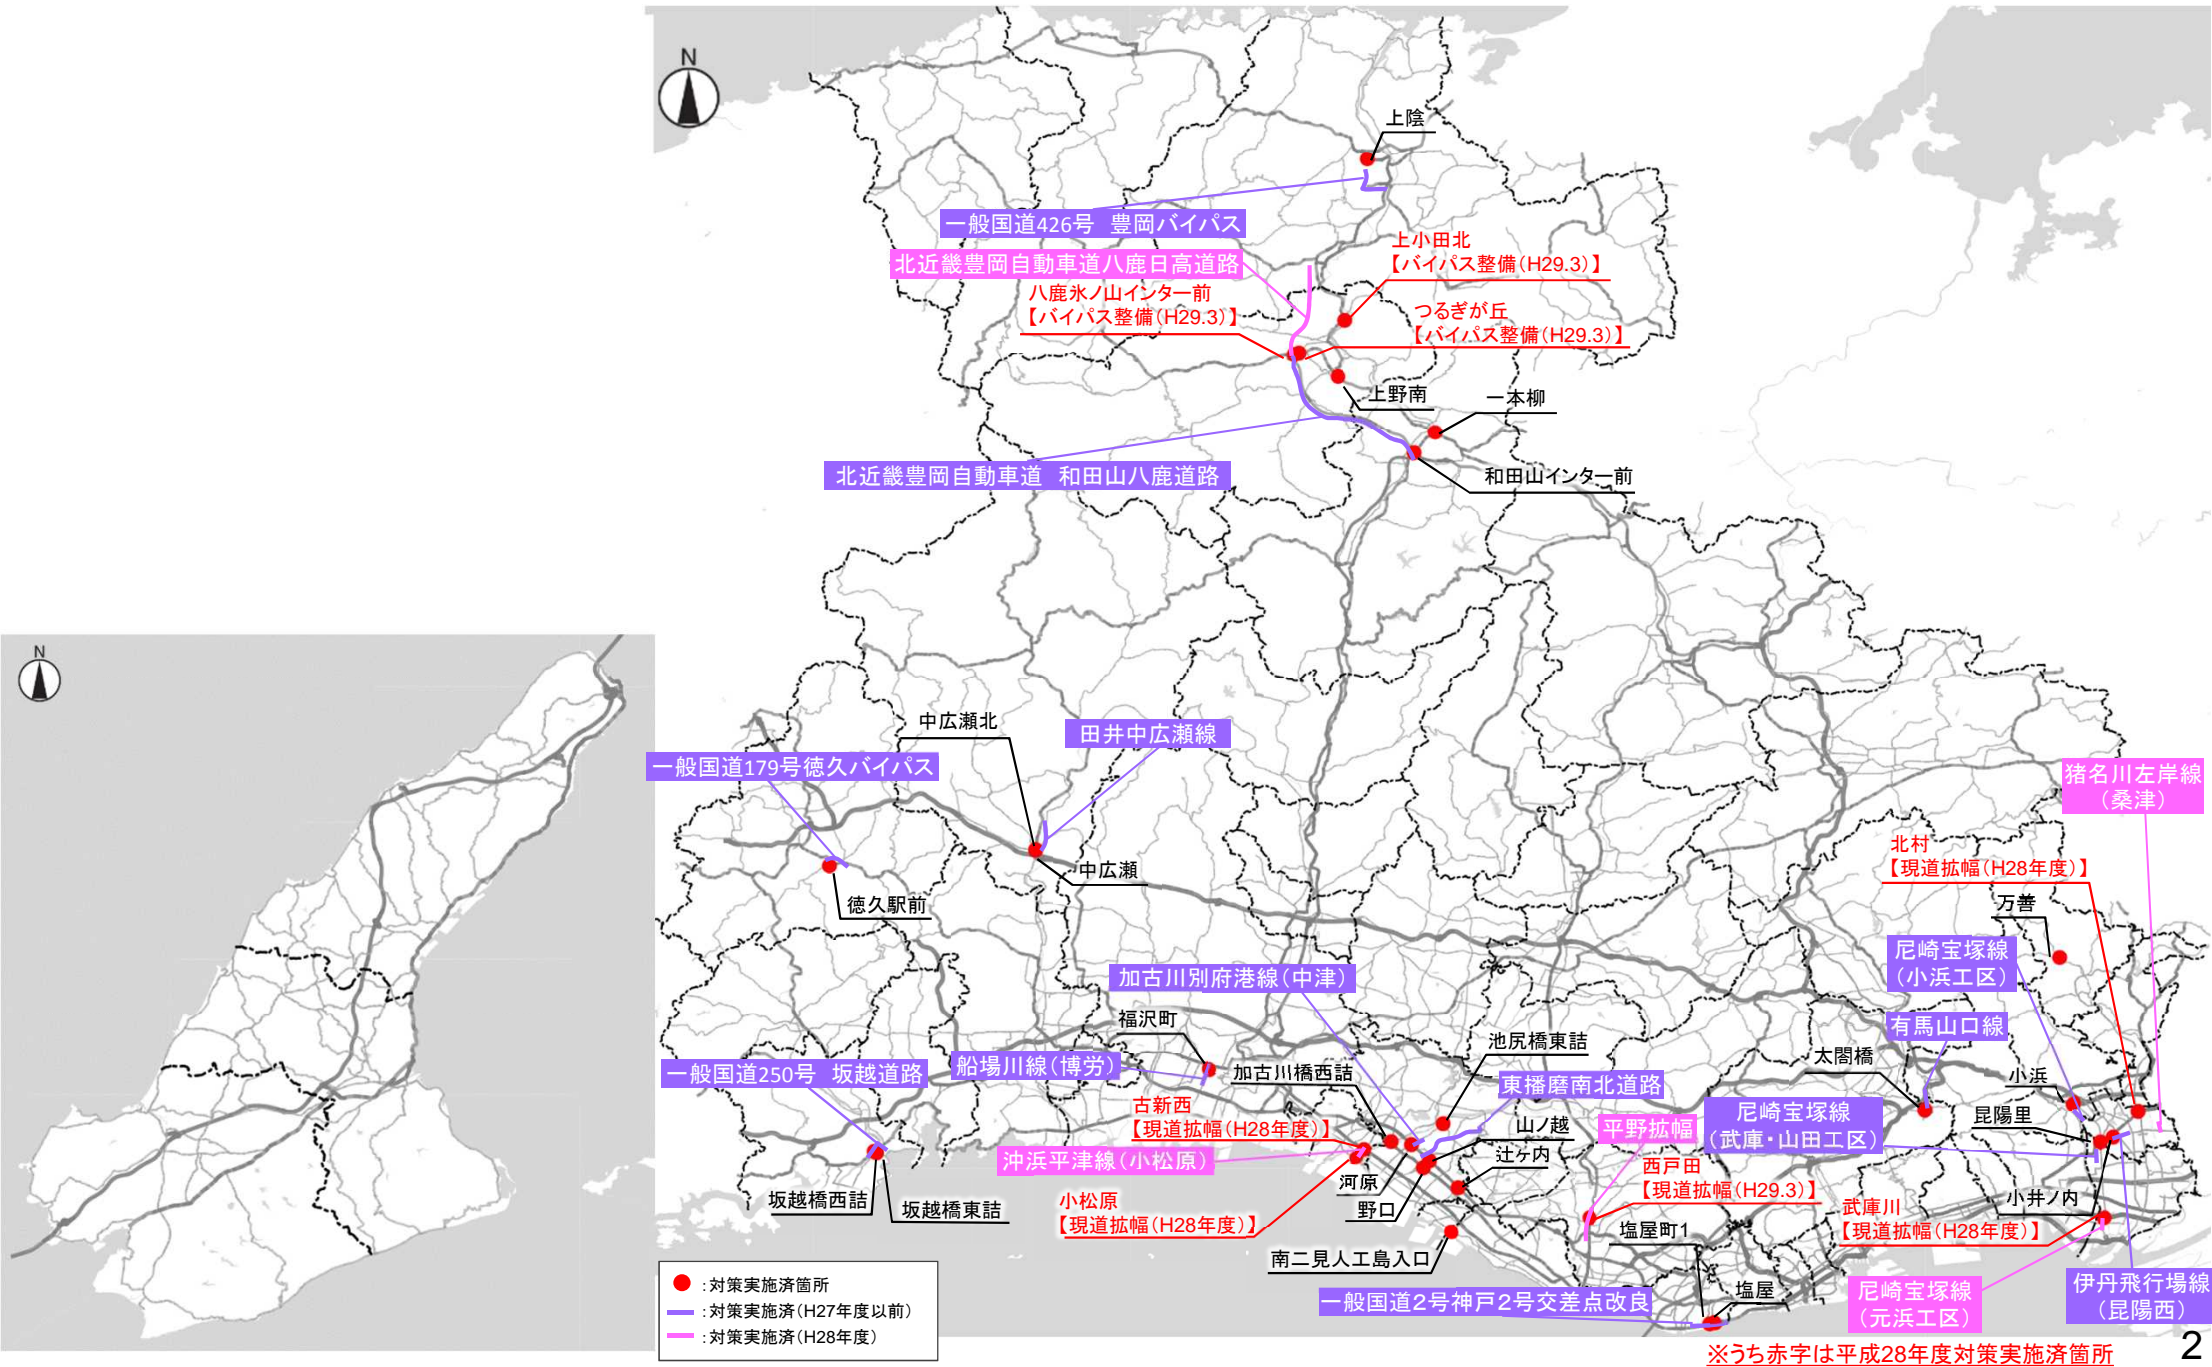 N
上陰
一般国道426号　豊岡バイパス
上小田北
【バイパス整備(H29.3)】
北近畿豊岡自動車道八鹿日高道路
八鹿氷ノ山インター前
【バイパス整備(H29.3)】
つるぎが丘
【バイパス整備(H29.3)】
上野南
一本柳
北近畿豊岡自動車道　和田山八鹿道路
和田山インター前
N
中広瀬北
田井中広瀬線
一般国道179号徳久バイパス
猪名川左岸線
（桑津）
北村
【現道拡幅(H28年度)】
中広瀬
徳久駅前
万善
尼崎宝塚線
（小浜工区）
加古川別府港線（中津）
福沢町
有馬山口線
池尻橋東詰
太閤橋
船場川線（博労）
一般国道250号　坂越道路
加古川橋西詰
小浜
東播磨南北道路
古新西
【現道拡幅(H28年度)】
尼崎宝塚線
（武庫・山田工区）
昆陽里
山ノ越
平野拡幅
辻ヶ内
沖浜平津線（小松原）
西戸田
【現道拡幅(H29.3)】
河原
坂越橋西詰
坂越橋東詰
小松原
【現道拡幅(H28年度)】
野口
小井ノ内
武庫川
【現道拡幅(H28年度)】
塩屋町1
南二見人工島入口
塩屋
一般国道２号神戸２号交差点改良
尼崎宝塚線
（元浜工区）
伊丹飛行場線
（昆陽西）
：対策実施済箇所
：対策実施済(H27年度以前)
：対策実施済(H28年度)
※うち赤字は平成28年度対策実施済箇所
2